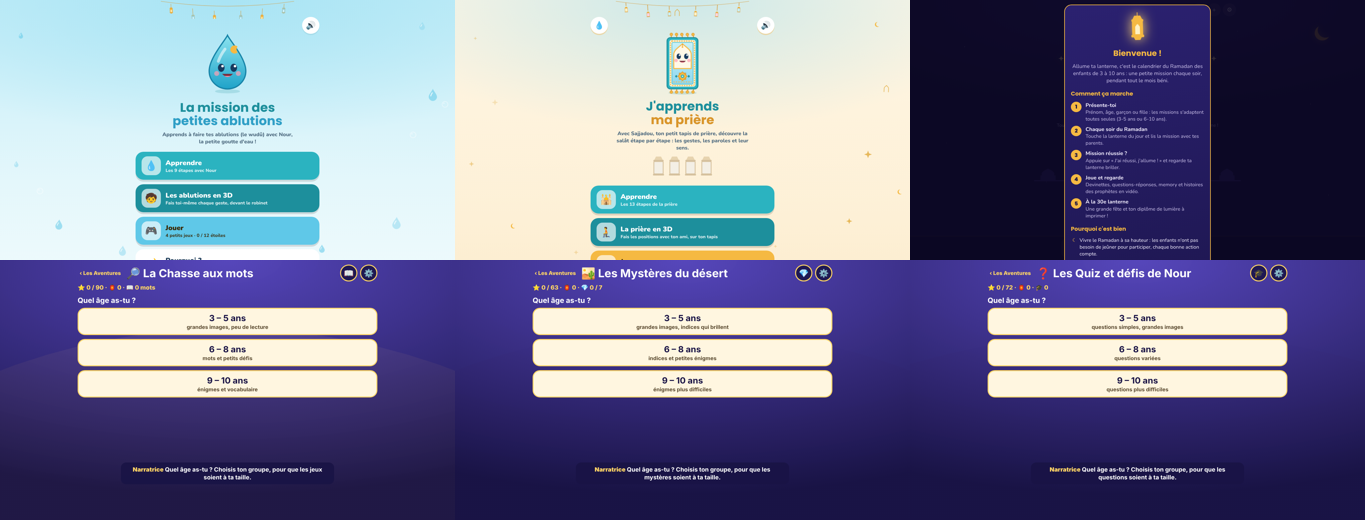 La mission des
petites ablutions
Apprends à faire tes ablutions (le wudû) avec Nour,
la petite goutte d'eau !
Apprendre
Les 9 étapes avec Nour
Les ablutions en 3D
Fais toi-même chaque geste, devant le robinet
Jouer
4 petits jeux · 0 / 12 étoiles
J'apprends
ma prière
Avec Sajjadou, ton petit tapis de prière, découvre la
salât étape par étape : les gestes, les paroles et leur
sens.
Apprendre
Les 13 étapes de la prière
La prière en 3D
Fais les positions avec ton ami, sur ton tapis
Bienvenue !
Allume ta lanterne, c'est le calendrier du Ramadan des
enfants de 3 à 10 ans : une petite mission chaque soir,
pendant tout le mois béni.
Comment ça marche
1 Présente-toi
Prénom, âge, garçon ou fille : les missions s'adaptent
toutes seules (3-5 ans ou 6-10 ans).
2 Chaque soir du Ramadan
Touche la lanterne du jour et lis la mission avec tes
parents.
3 Mission réussie ?
Appuie sur « J'ai réussi, j'allume ! » et regarde ta
lanterne briller.
4 Joue et regarde
Devinettes, questions-réponses, memory et histoires
des prophètes en vidéo.
5 À la 30e lanterne
Une grande fête et ton diplôme de lumière à
imprimer !
Pourquoi c'est bien
Vivre le Ramadan à sa hauteur : les enfants n'ont pas
besoin de jeûner pour participer, chaque bonne action
compte.
‹ Les Aventures La Chasse aux mots
0 / 90 · 0 · 0 mots
Quel âge as-tu ?
3 – 5 ans
grandes images, peu de lecture
6 – 8 ans
mots et petits défis
9 – 10 ans
énigmes et vocabulaire
Narratrice Quel âge as-tu ? Choisis ton groupe, pour que les jeux
soient à ta taille.
‹ Les Aventures Les Mystères du désert
0 / 63 · 0 · 0 / 7
Quel âge as-tu ?
3 – 5 ans
grandes images, indices qui brillent
6 – 8 ans
indices et petites énigmes
9 – 10 ans
énigmes plus difficiles
Narratrice Quel âge as-tu ? Choisis ton groupe, pour que les
mystères soient à ta taille.
‹ Les Aventures Les Quiz et défis de Nour
0 / 72 · 0 · 0
Quel âge as-tu ?
3 – 5 ans
questions simples, grandes images
6 – 8 ans
questions variées
9 – 10 ans
questions plus difficiles
Narratrice Quel âge as-tu ? Choisis ton groupe, pour que les
questions soient à ta taille.